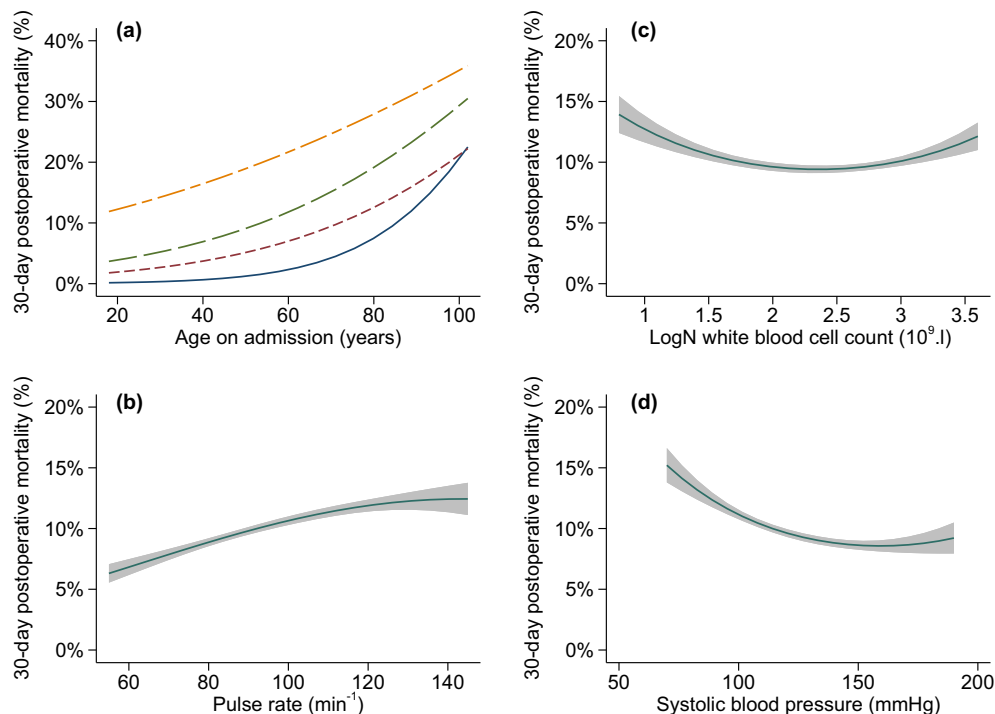 (a)
30-day postoperative mortality (%)
40%
30%
20%
10%
0%
20 40 60 80 100
Age on admission (years)
(c)
30-day postoperative mortality (%)
20%
15%
10%
5%
0%
1 1.5 2 2.5 3 3.5
LogN white blood cell count (10⁹.l)
(b)
30-day postoperative mortality (%)
20%
15%
10%
5%
0%
60 80 100 120 140
Pulse rate (min⁻¹)
(d)
30-day postoperative mortality (%)
20%
15%
10%
5%
0%
50 100 150 200
Systolic blood pressure (mmHg)